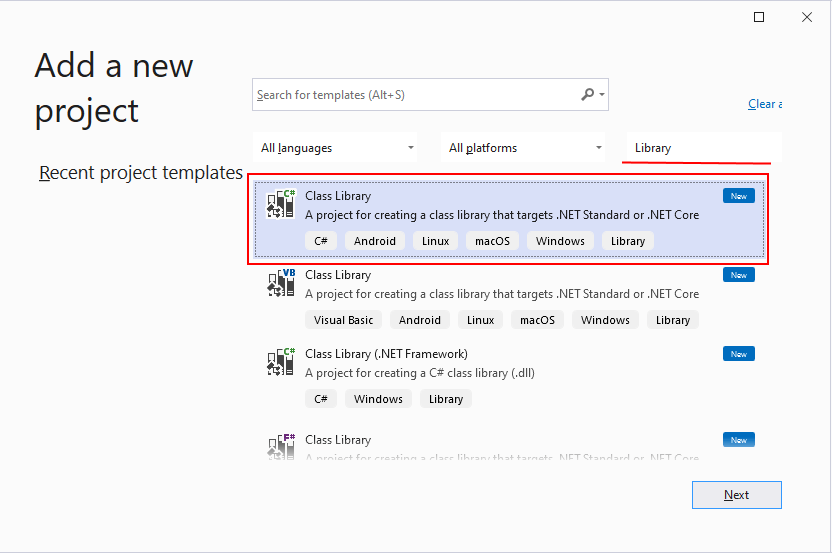 Add a new
project
Search for templates (Alt+S)
Clear a
All languages
All platforms
Library
Recent project templates
C#
Class Library
New
A project for creating a class library that targets .NET Standard or .NET Core
C# Android Linux macOS Windows Library
VB
Class Library
New
A project for creating a class library that targets .NET Standard or .NET Core
Visual Basic Android Linux macOS Windows Library
C#
Class Library (.NET Framework)
New
A project for creating a C# class library (.dll)
C# Windows Library
F#
Class Library
New
A project for creating a class library that targets .NET Standard or .NET Core
Next